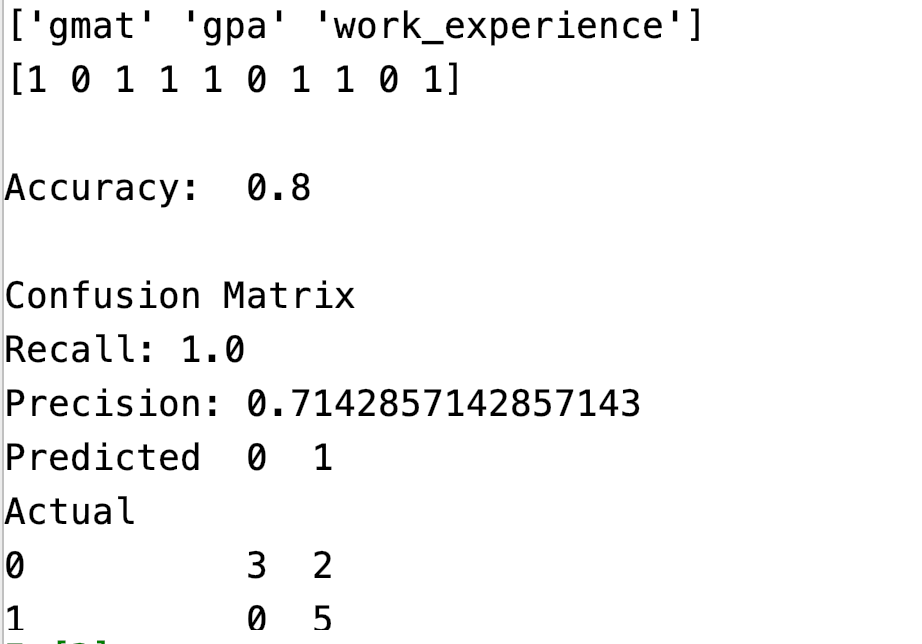 ['gmat' 'gpa' 'work_experience']
[1 0 1 1 1 0 1 1 0 1]
Accuracy:  0.8
Confusion Matrix
Recall: 1.0
Precision: 0.7142857142857143
Predicted  0  1
Actual
0          3  2
1          0  5